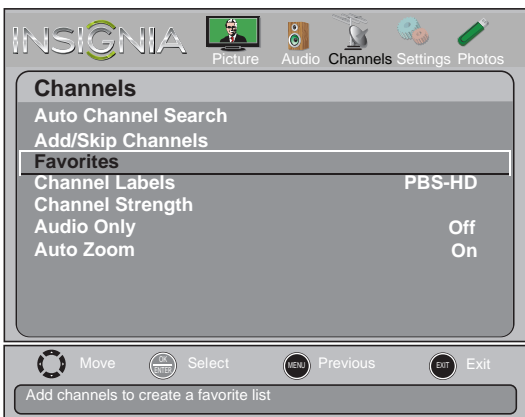 INSIGNIA
Picture Audio Channels Settings Photos
Channels
Auto Channel Search
Add/Skip Channels
Favorites
Channel Labels PBS-HD
Channel Strength
Audio Only Off
Auto Zoom On
Move OK ENTER Select MENU Previous EXIT Exit
Add channels to create a favorite list